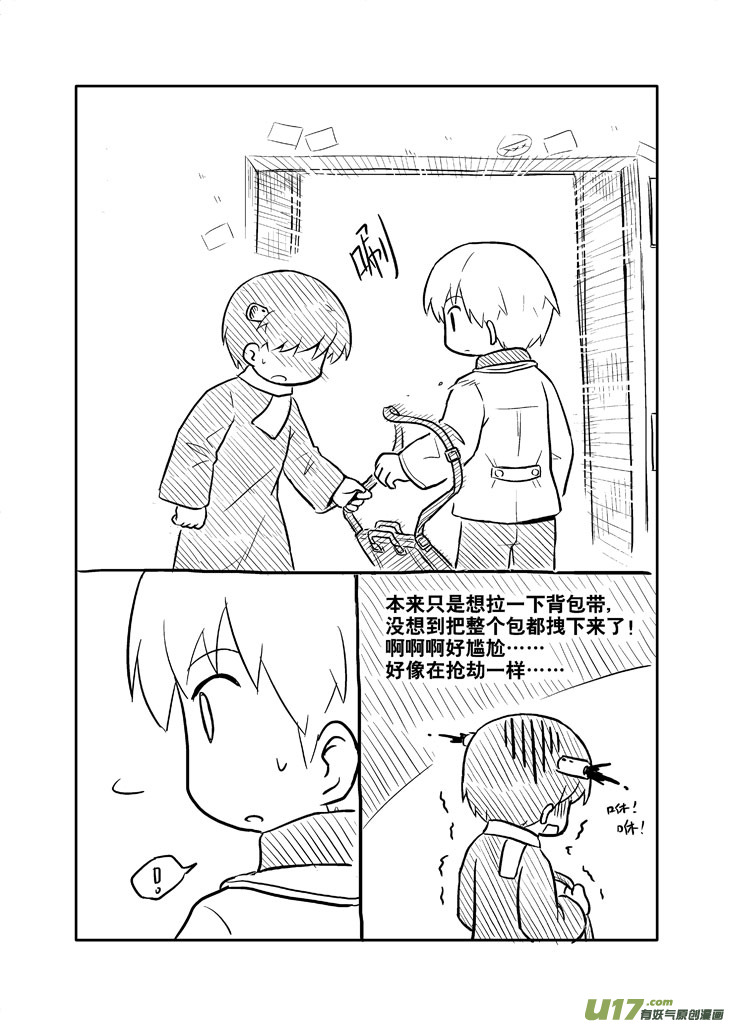 唰
！
本来只是想拉一下背包带，
没想到把整个包都拽下来了！
啊啊啊好尴尬……
好像在抢劫一样……
咻！
咻！
U17.com
有妖气原创漫画